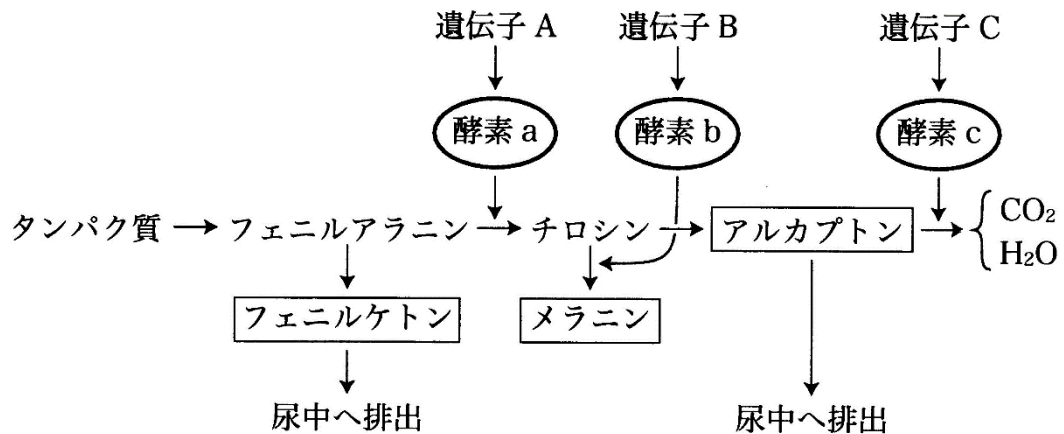 遺伝子 A 遺伝子 B 遺伝子 C
酵素 a 酵素 b 酵素 c
タンパク質 フェニルアラニン チロシン アルカプトン CO₂
H₂O
フェニルケトン メラニン
尿中へ排出 尿中へ排出